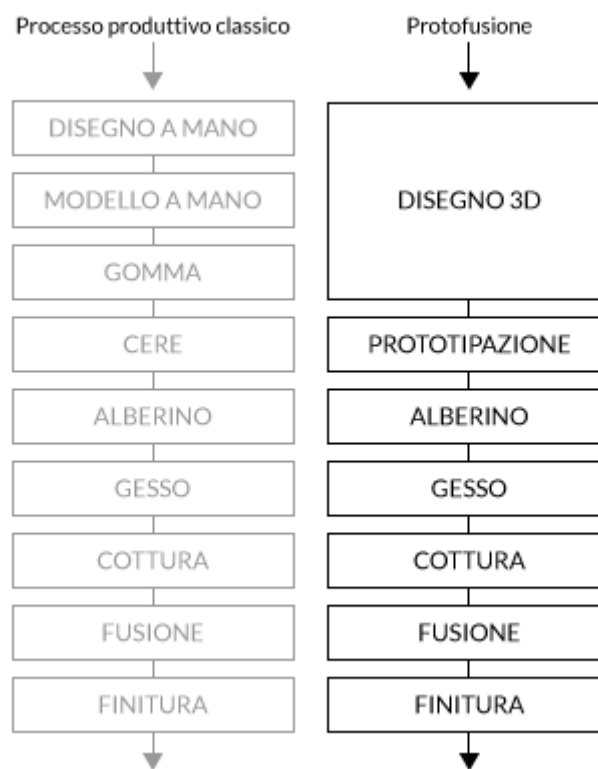 Processo produttivo classico
DISEGNO A MANO
MODELLO A MANO
GOMMA
CERE
ALBERINO
GESSO
COTTURA
FUSIONE
FINITURA
Protofusione
DISEGNO 3D
PROTOTIPAZIONE
ALBERINO
GESSO
COTTURA
FUSIONE
FINITURA